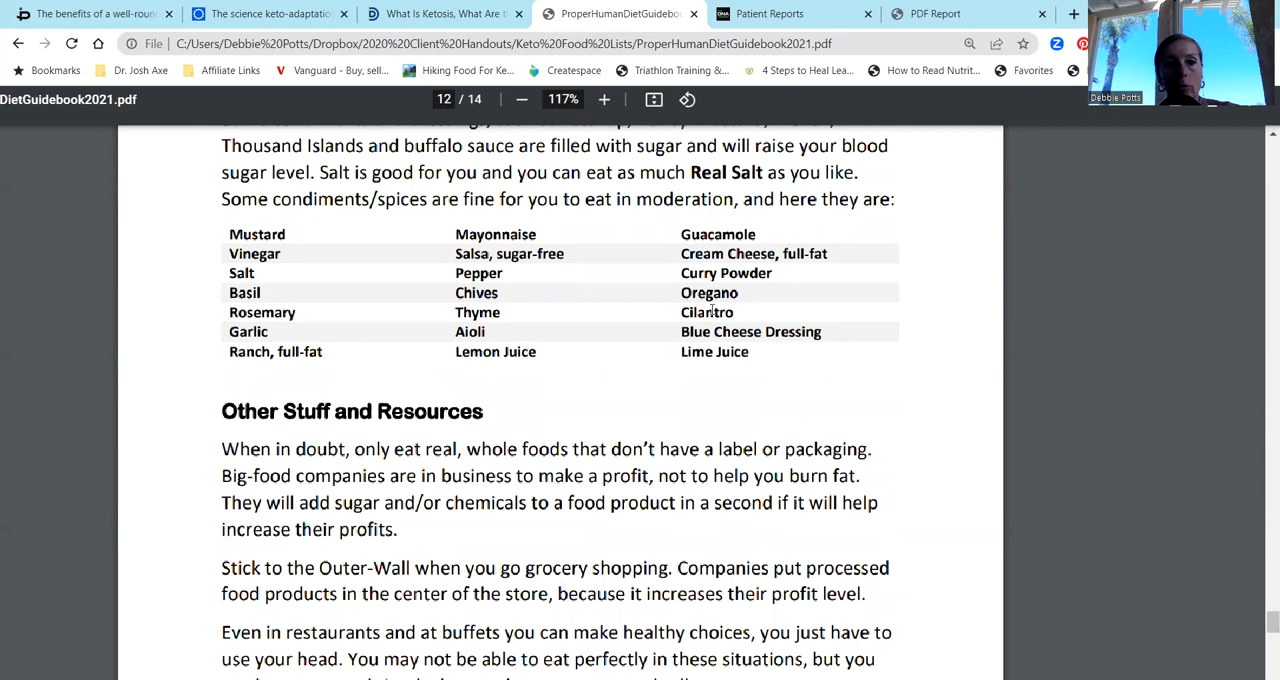 The benefits of a well-roun
The science keto-adaptatio
What Is Ketosis, What Are t
ProperHumanDietGuideboo
Patient Reports
PDF Report
File C:/Users/Debbie%20Potts/Dropbox/2020%20Client%20Handouts/Keto%20Food%20Lists/ProperHumanDietGuidebook2021.pdf
Bookmarks Dr. Josh Axe Affiliate Links Vanguard - Buy, sell... Hiking Food For Ke... Createspace Triathlon Training &... 4 Steps to Heal Lea... How to Read Nutrit... Favorites
Debbie Potts
DietGuidebook2021.pdf 12 / 14 117%
Thousand Islands and buffalo sauce are filled with sugar and will raise your blood
sugar level. Salt is good for you and you can eat as much Real Salt as you like.
Some condiments/spices are fine for you to eat in moderation, and here they are:
Mustard Mayonnaise Guacamole
Vinegar Salsa, sugar-free Cream Cheese, full-fat
Salt Pepper Curry Powder
Basil Chives Oregano
Rosemary Thyme Cilantro
Garlic Aioli Blue Cheese Dressing
Ranch, full-fat Lemon Juice Lime Juice
Other Stuff and Resources
When in doubt, only eat real, whole foods that don't have a label or packaging.
Big-food companies are in business to make a profit, not to help you burn fat.
They will add sugar and/or chemicals to a food product in a second if it will help
increase their profits.
Stick to the Outer-Wall when you go grocery shopping. Companies put processed
food products in the center of the store, because it increases their profit level.
Even in restaurants and at buffets you can make healthy choices, you just have to
use your head. You may not be able to eat perfectly in these situations, but you